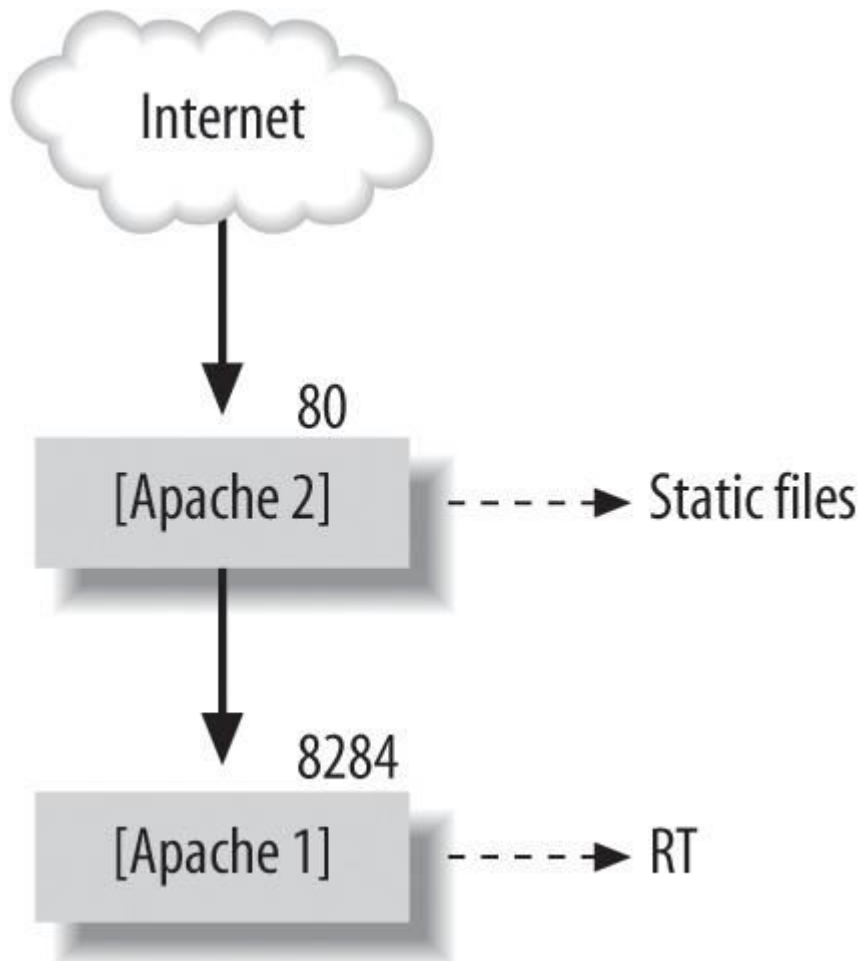 Internet
80
[Apache 2]
Static files
8284
[Apache 1]
RT